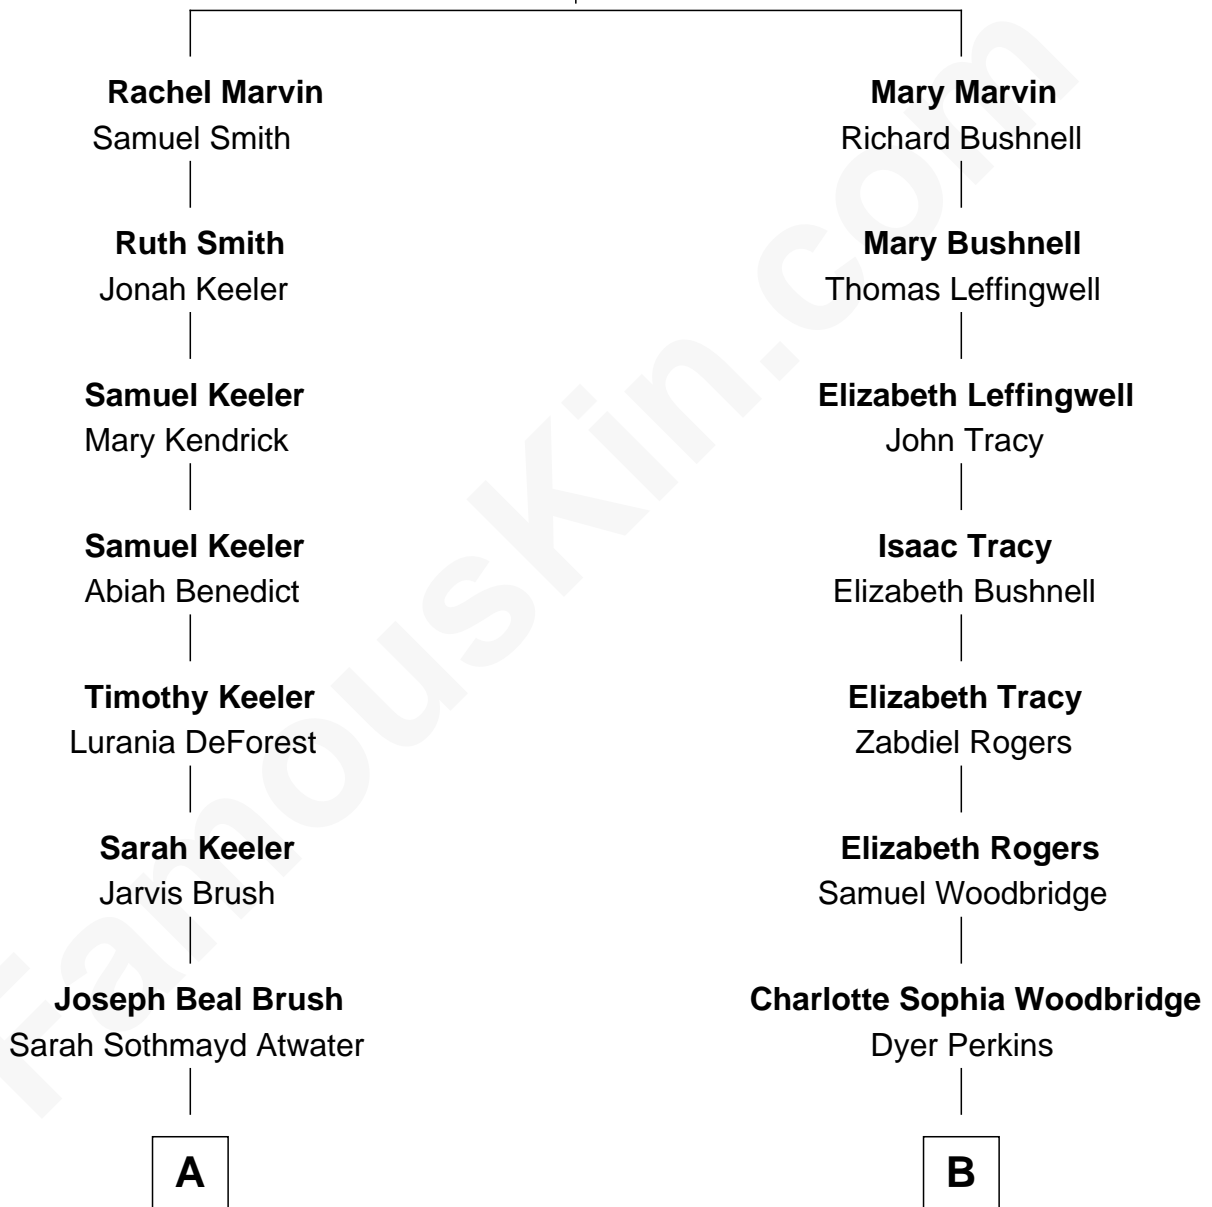 Rachel Marvin
Samuel Smith
Ruth Smith
Jonah Keeler
Samuel Keeler
Mary Kendrick
Samuel Keeler
Abiah Benedict
Timothy Keeler
Lurania DeForest
Sarah Keeler
Jarvis Brush
Joseph Beal Brush
Sarah Sothmayd Atwater
A
Mary Marvin
Richard Bushnell
Mary Bushnell
Thomas Leffingwell
Elizabeth Leffingwell
John Tracy
Isaac Tracy
Elizabeth Bushnell
Elizabeth Tracy
Zabdiel Rogers
Elizabeth Rogers
Samuel Woodbridge
Charlotte Sophia Woodbridge
Dyer Perkins
B
FamousKin.com